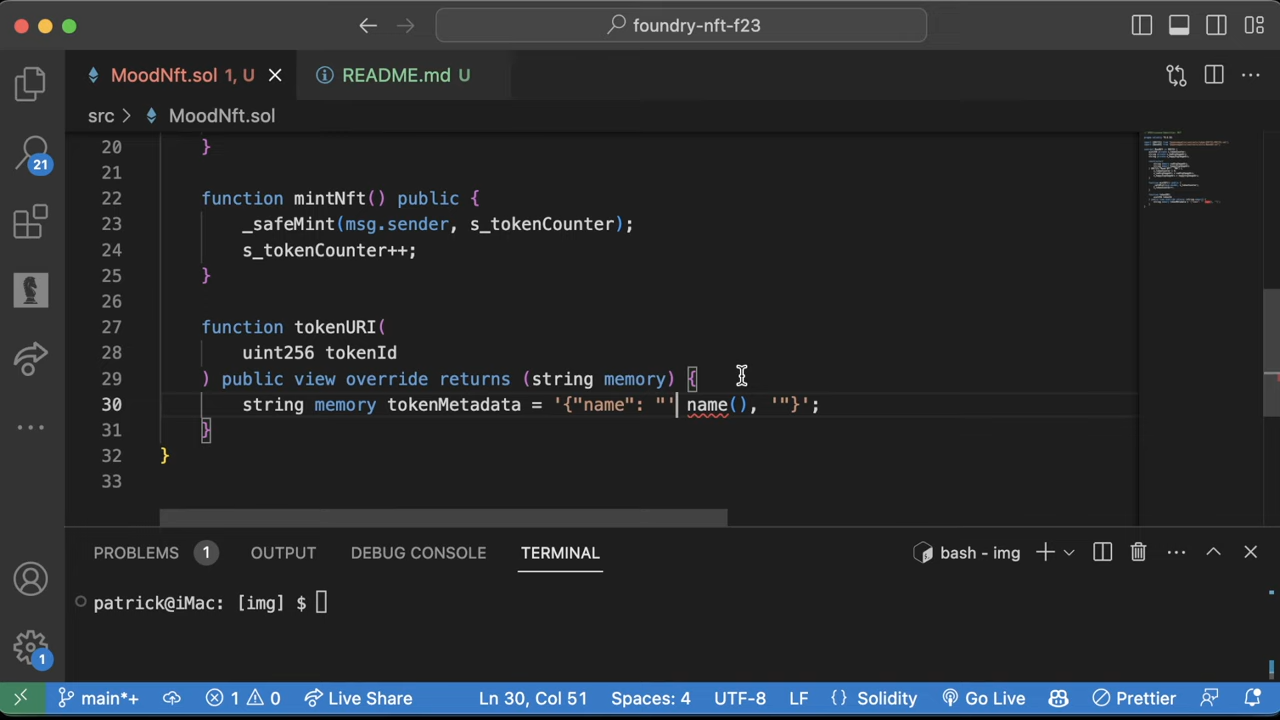 foundry-nft-f23
MoodNft.sol 1, U
README.md U
src > MoodNft.sol
20 }
21
22 function mintNft() public {
23 _safeMint(msg.sender, s_tokenCounter);
24 s_tokenCounter++;
25 }
26
27 function tokenURI(
28 uint256 tokenId
29 ) public view override returns (string memory) {
30 string memory tokenMetadata = '{"name": "' name(), '"}';
31 }
32 }
33
21
1
PROBLEMS 1 OUTPUT DEBUG CONSOLE TERMINAL bash - img
patrick@iMac: [img] $
main*+ 1 0 Live Share Ln 30, Col 51 Spaces: 4 UTF-8 LF {} Solidity Go Live Prettier